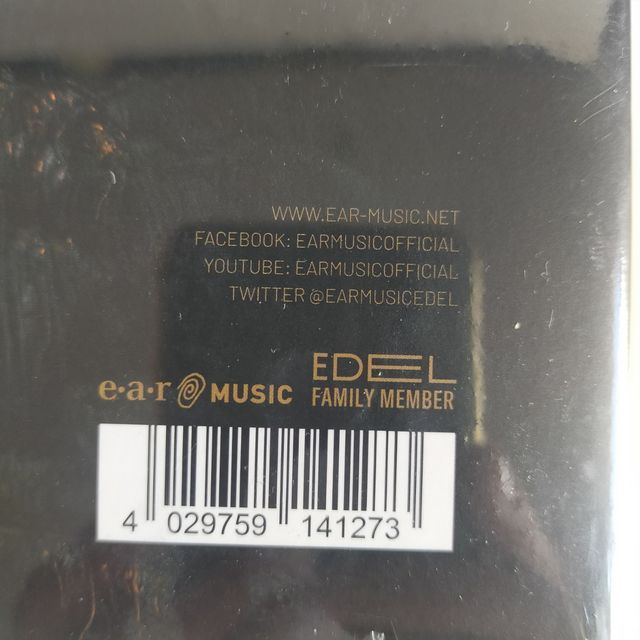 WWW.EAR-MUSIC.NET
FACEBOOK: EARMUSICOFFICIAL
YOUTUBE: EARMUSICOFFICIAL
TWITTER @EARMUSICEDEL
e·a·r MUSIC
EDEL
FAMILY MEMBER
4 029759 141273